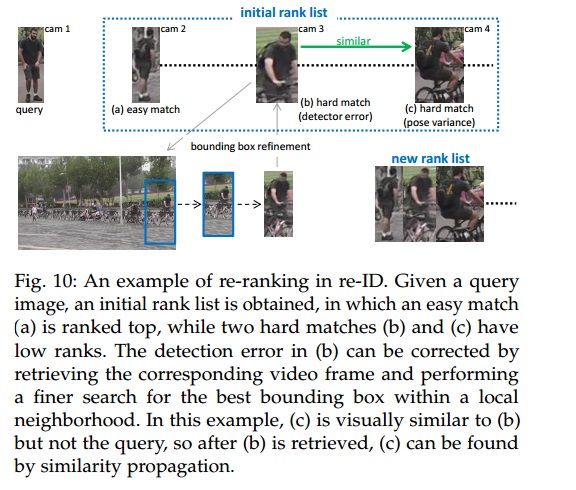 initial rank list
cam 1
cam 2
cam 3
cam 4
similar
query
(a) easy match
(b) hard match
(detector error)
(c) hard match
(pose variance)
bounding box refinement
new rank list
Fig. 10: An example of re-ranking in re-ID. Given a query
image, an initial rank list is obtained, in which an easy match
(a) is ranked top, while two hard matches (b) and (c) have
low ranks. The detection error in (b) can be corrected by
retrieving the corresponding video frame and performing
a finer search for the best bounding box within a local
neighborhood. In this example, (c) is visually similar to (b)
but not the query, so after (b) is retrieved, (c) can be found
by similarity propagation.